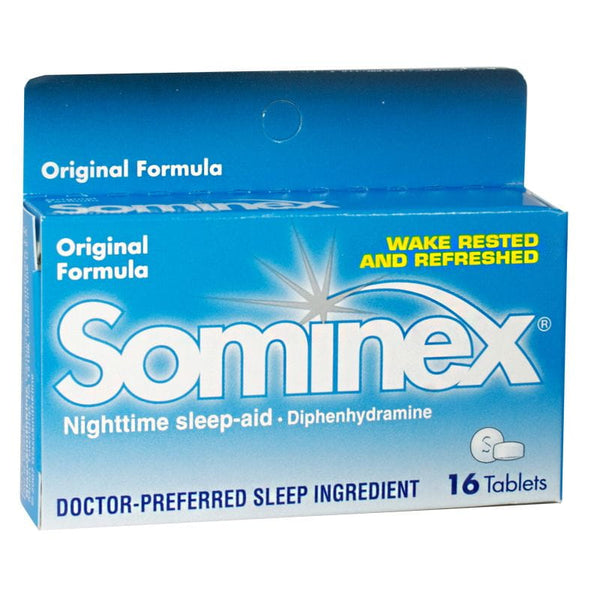 Original Formula
Sominex
Original
Formula
WAKE RESTED
AND REFRESHED
Sominex®
Nighttime sleep-aid • Diphenhydramine
S
DOCTOR-PREFERRED SLEEP INGREDIENT
16 Tablets